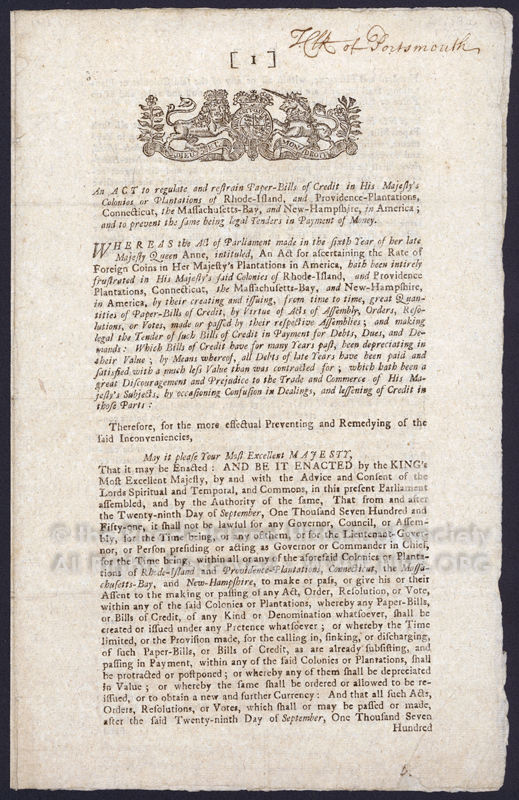 of Portsmouth
[ 1 ]
DIEU ET MON DROIT
An ACT to regulate and restrain Paper-Bills of Credit in His Majesty's
Colonies or Plantations of Rhode-Island, and Providence-Plantations,
Connecticut, the Massachusetts-Bay, and New-Hampshire, in America;
and to prevent the same being legal Tenders in Payment of Money.
WHEREAS the Act of Parliament made in the sixth Year of her late
Majesty Queen Anne, intituled, An Act for ascertaining the Rate of
Foreign Coins in Her Majesty's Plantations in America, hath been intirely
frustrated in His Majesty's said Colonies of Rhode-Island, and Providence
Plantations, Connecticut, the Massachusetts-Bay, and New-Hampshire,
in America, by their creating and issuing, from time to time, great Quan-
tities of Paper-Bills of Credit, by Virtue of Acts of Assembly, Orders, Reso-
lutions, or Votes, made or passed by their respective Assemblies; and making
legal the Tender of such Bills of Credit in Payment for Debts, Dues, and De-
mands: Which Bills of Credit have for many Years past, been depreciating in
their Value; by Means whereof, all Debts of late Years have been paid and
satisfied with a much less Value than was contracted for; which hath been a
great Discouragement and Prejudice to the Trade and Commerce of His Ma-
jesty's Subjects, by occasioning Confusion in Dealings, and lessening of Credit in
those Parts:
Therefore, for the more effectual Preventing and Remedying of the
said Inconveniencies,
May it please Your Most Excellent MAJESTY,
That it may be Enacted: AND BE IT ENACTED by the KING's
Most Excellent Majesty, by and with the Advice and Consent of the
Lords Spiritual and Temporal, and Commons, in this present Parliament
assembled, and by the Authority of the same, That from and after
the Twenty-ninth Day of September, One Thousand Seven Hundred and
Fifty-one, it shall not be lawful for any Governor, Council, or Assem-
bly, for the Time being, or any of them, or for the Lieutenant-Gover-
nor, or Person presiding or acting as Governor or Commander in Chief,
for the Time being, within all or any of the aforesaid Colonies or Planta-
tions of Rhode-Island and Providence-Plantations, Connecticut, the Massa-
chusetts-Bay, and New-Hampshire, to make or pass, or give his or their
Assent to the making or passing of any Act, Order, Resolution, or Vote,
within any of the said Colonies or Plantations, whereby any Paper-Bills,
or Bills of Credit, of any Kind or Denomination whatsoever, shall be
created or issued under any Pretence whatsoever; or whereby the Time
limited, or the Provision made, for the calling in, sinking, or discharging,
of such Paper-Bills, or Bills of Credit, as are already subsisting, and
passing in Payment, within any of the said Colonies or Plantations, shall
be protracted or postponed; or whereby any of them shall be depreciated
in Value; or whereby the same shall be ordered or allowed to be re-
issued, or to obtain a new and further Currency: And that all such Acts,
Orders, Resolutions, or Votes, which shall or may be passed or made,
after the said Twenty-ninth Day of September, One Thousand Seven
Hundred